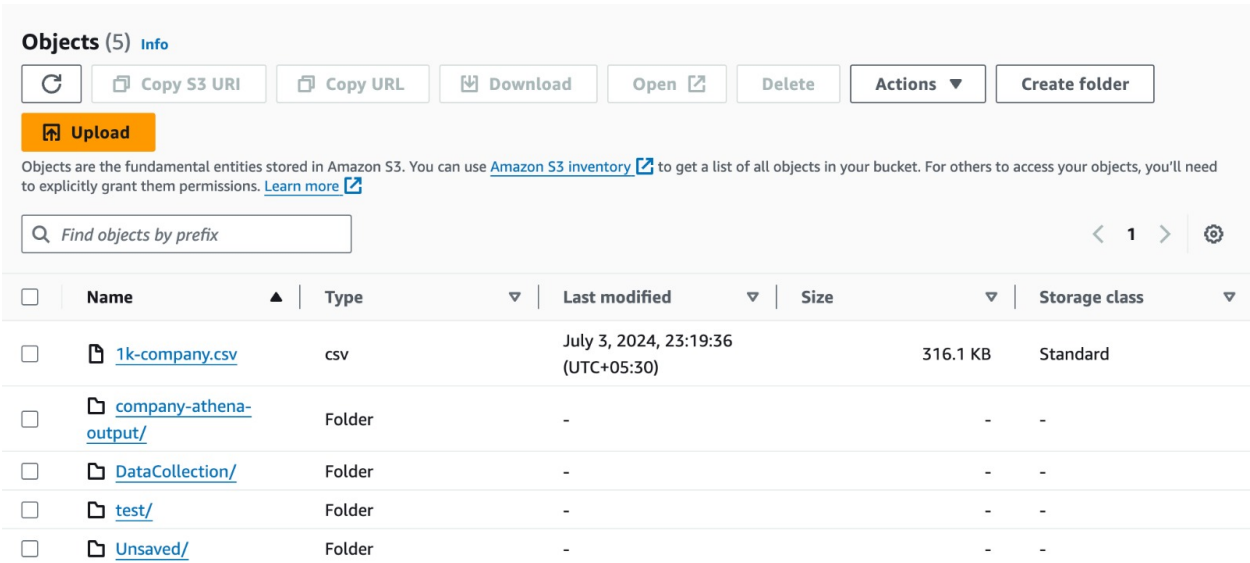 Objects (5) Info
Copy S3 URI Copy URL Download Open Delete Actions Create folder
Upload
Objects are the fundamental entities stored in Amazon S3. You can use Amazon S3 inventory to get a list of all objects in your bucket. For others to access your objects, you'll need
to explicitly grant them permissions. Learn more
Find objects by prefix 1
Name Type Last modified Size Storage class
1k-company.csv csv July 3, 2024, 23:19:36 (UTC+05:30) 316.1 KB Standard
company-athena-
output/ Folder - - -
DataCollection/ Folder - - -
test/ Folder - - -
Unsaved/ Folder - - -